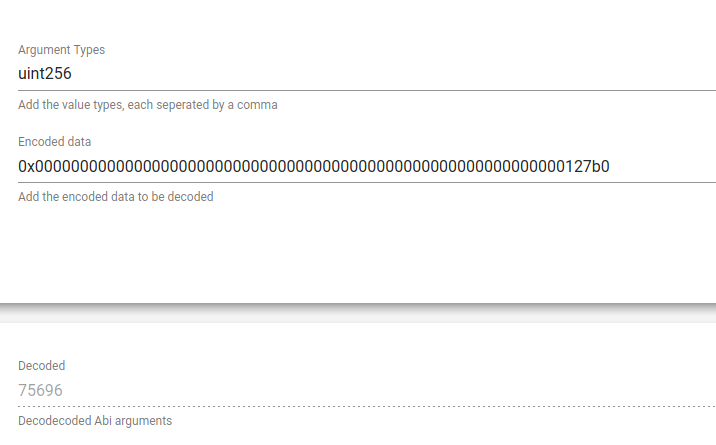 Argument Types
uint256
Add the value types, each seperated by a comma
Encoded data
0x00000000000000000000000000000000000000000000000000000000000127b0
Add the encoded data to be decoded
Decoded
75696
Decodecoded Abi arguments